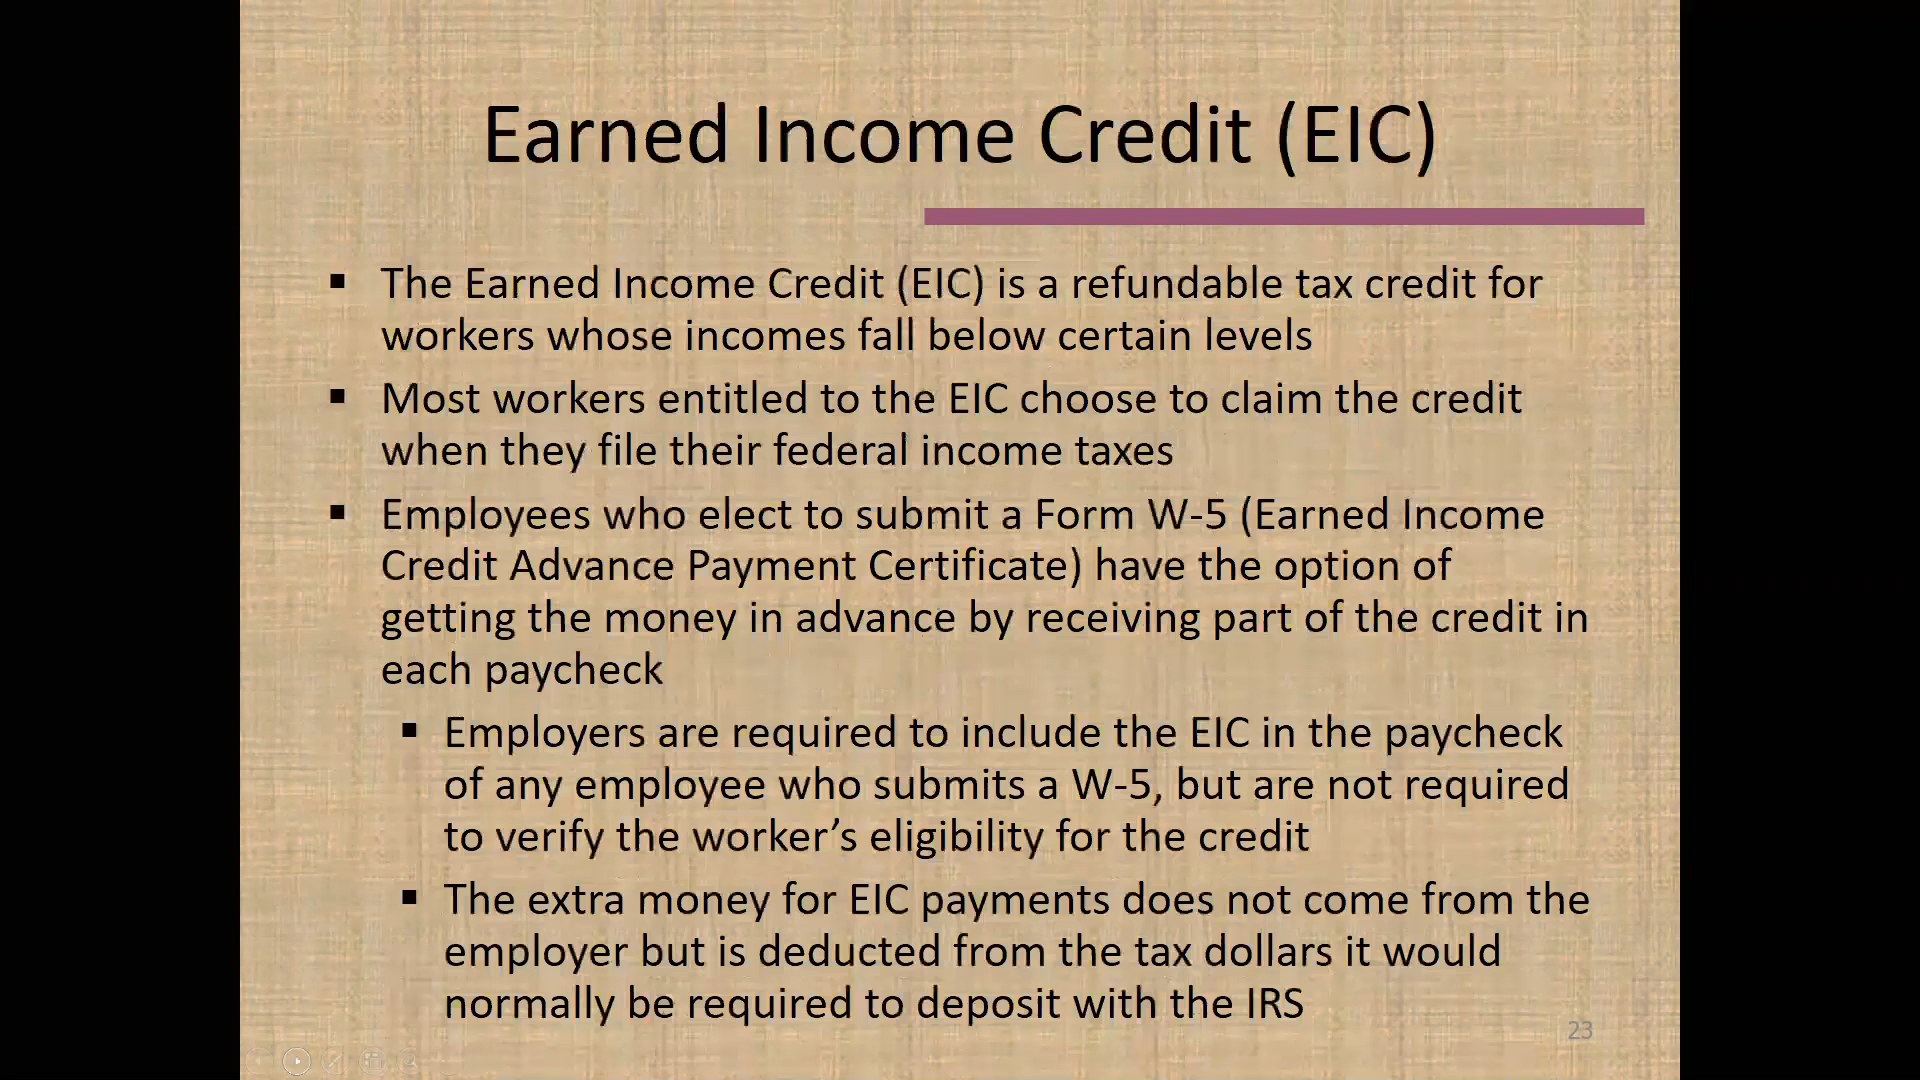 Earned Income Credit (EIC)
▪ The Earned Income Credit (EIC) is a refundable tax credit for
workers whose incomes fall below certain levels
▪ Most workers entitled to the EIC choose to claim the credit
when they file their federal income taxes
▪ Employees who elect to submit a Form W-5 (Earned Income
Credit Advance Payment Certificate) have the option of
getting the money in advance by receiving part of the credit in
each paycheck
▪ Employers are required to include the EIC in the paycheck
of any employee who submits a W-5, but are not required
to verify the worker’s eligibility for the credit
▪ The extra money for EIC payments does not come from the
employer but is deducted from the tax dollars it would
normally be required to deposit with the IRS
23